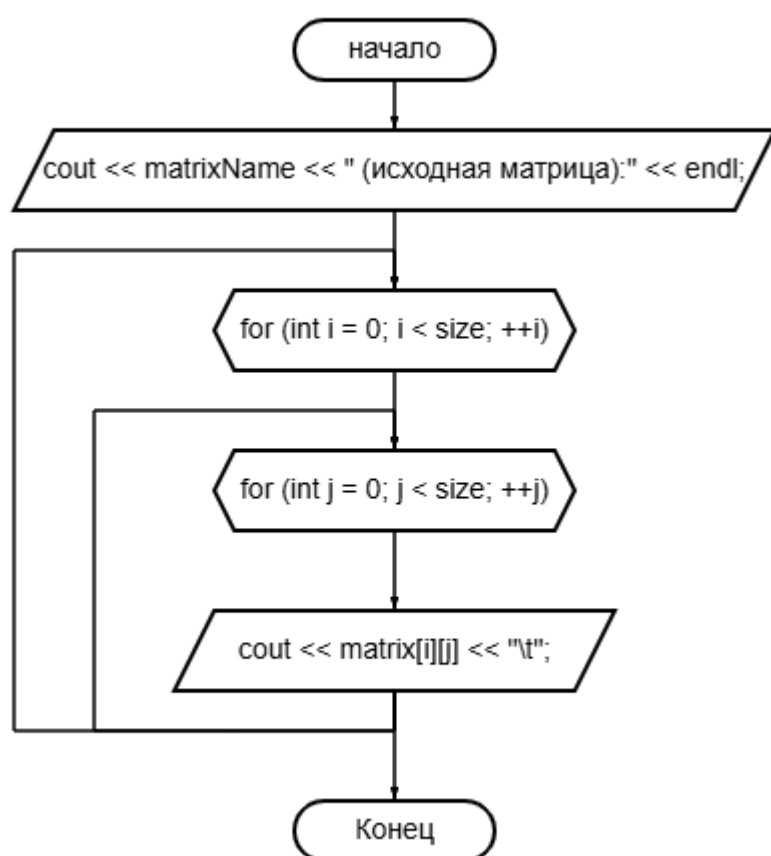 начало
cout << matrixName << " (исходная матрица):" << endl;
for (int i = 0; i < size; ++i)
for (int j = 0; j < size; ++j)
cout << matrix[i][j] << "\t";
Конец